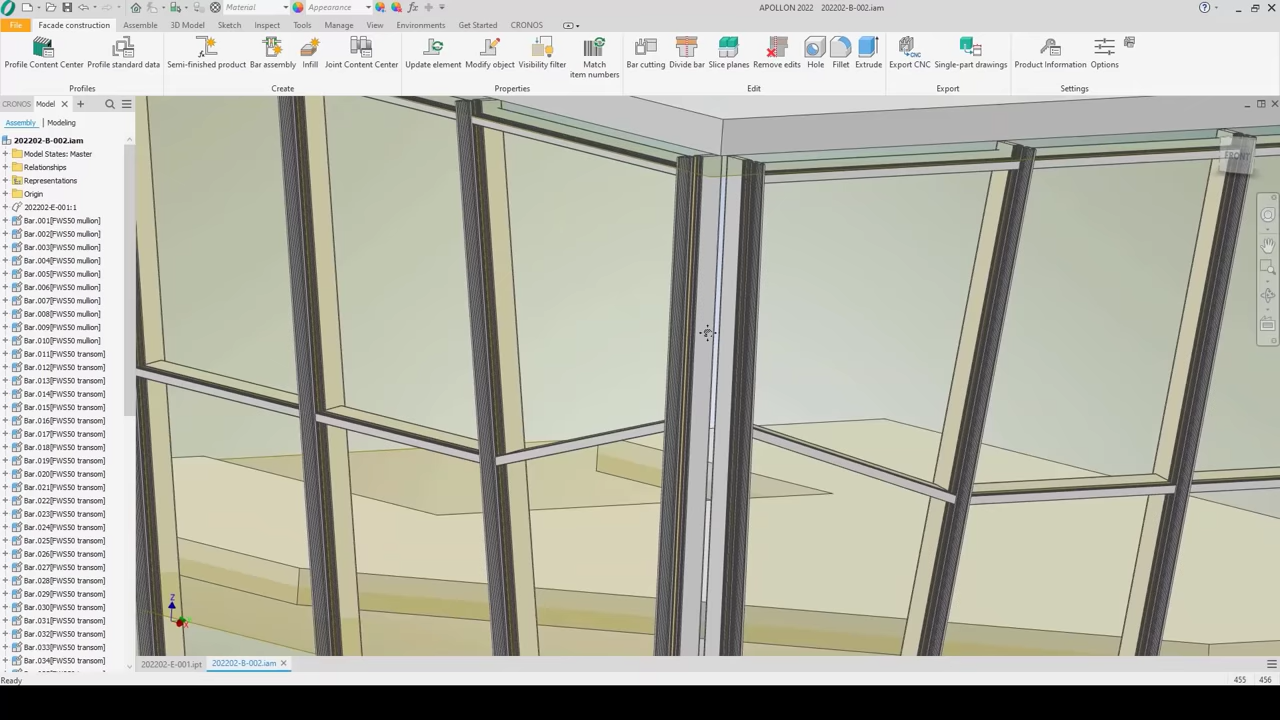 Material
Appearance
APOLLON 2022 202202-B-002.iam
File
Facade construction
Assemble
3D Model
Sketch
Inspect
Tools
Manage
View
Environments
Get Started
CRONOS
Profile Content Center
Profile standard data
Semi-finished product
Bar assembly
Infill
Joint Content Center
Update element
Modify object
Visibility filter
Match
item numbers
Bar cutting
Divide bar
Slice planes
Remove edits
Hole
Fillet
Extrude
Export CNC
Single-part drawings
Product Information
Options
Profiles
Create
Properties
Edit
Export
Settings
CRONOS
Model
Assembly
Modeling
202202-B-002.iam
Model States: Master
Relationships
Representations
Origin
202202-E-001:1
Bar.001[FWS50 mullion]
Bar.002[FWS50 mullion]
Bar.003[FWS50 mullion]
Bar.004[FWS50 mullion]
Bar.005[FWS50 mullion]
Bar.006[FWS50 mullion]
Bar.007[FWS50 mullion]
Bar.008[FWS50 mullion]
Bar.009[FWS50 mullion]
Bar.010[FWS50 mullion]
Bar.011[FWS50 transom]
Bar.012[FWS50 transom]
Bar.013[FWS50 transom]
Bar.014[FWS50 transom]
Bar.015[FWS50 transom]
Bar.016[FWS50 transom]
Bar.017[FWS50 transom]
Bar.018[FWS50 transom]
Bar.019[FWS50 transom]
Bar.020[FWS50 transom]
Bar.021[FWS50 transom]
Bar.022[FWS50 transom]
Bar.023[FWS50 transom]
Bar.024[FWS50 transom]
Bar.025[FWS50 transom]
Bar.026[FWS50 transom]
Bar.027[FWS50 transom]
Bar.028[FWS50 transom]
Bar.029[FWS50 transom]
Bar.030[FWS50 transom]
Bar.031[FWS50 transom]
Bar.032[FWS50 transom]
Bar.033[FWS50 transom]
Bar.034[FWS50 transom]
FRONT
Z
X
202202-E-001.ipt
202202-B-002.iam
Ready
455
456